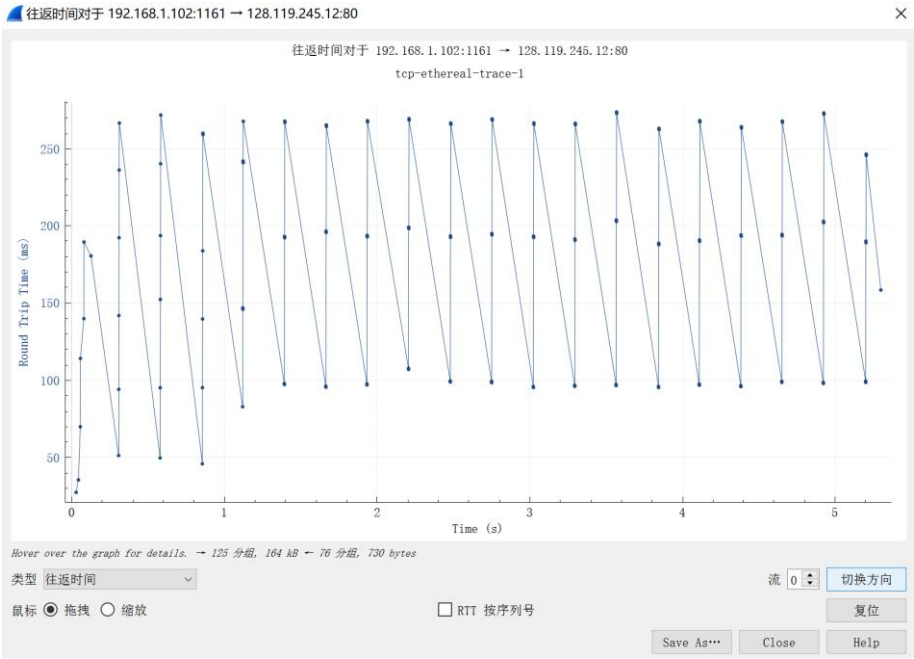 往返时间对于 192.168.1.102:1161 → 128.119.245.12:80
往返时间对于 192.168.1.102:1161 → 128.119.245.12:80
tcp-ethereal-trace-1
250
200
150
100
50
Round Trip Time (ms)
0 1 2 3 4 5
Time (s)
Hover over the graph for details. → 125 分组, 164 kB ← 76 分组, 730 bytes
类型 往返时间 流 0 切换方向
鼠标 拖拽 缩放 RTT 按序列号 复位
Save As… Close Help